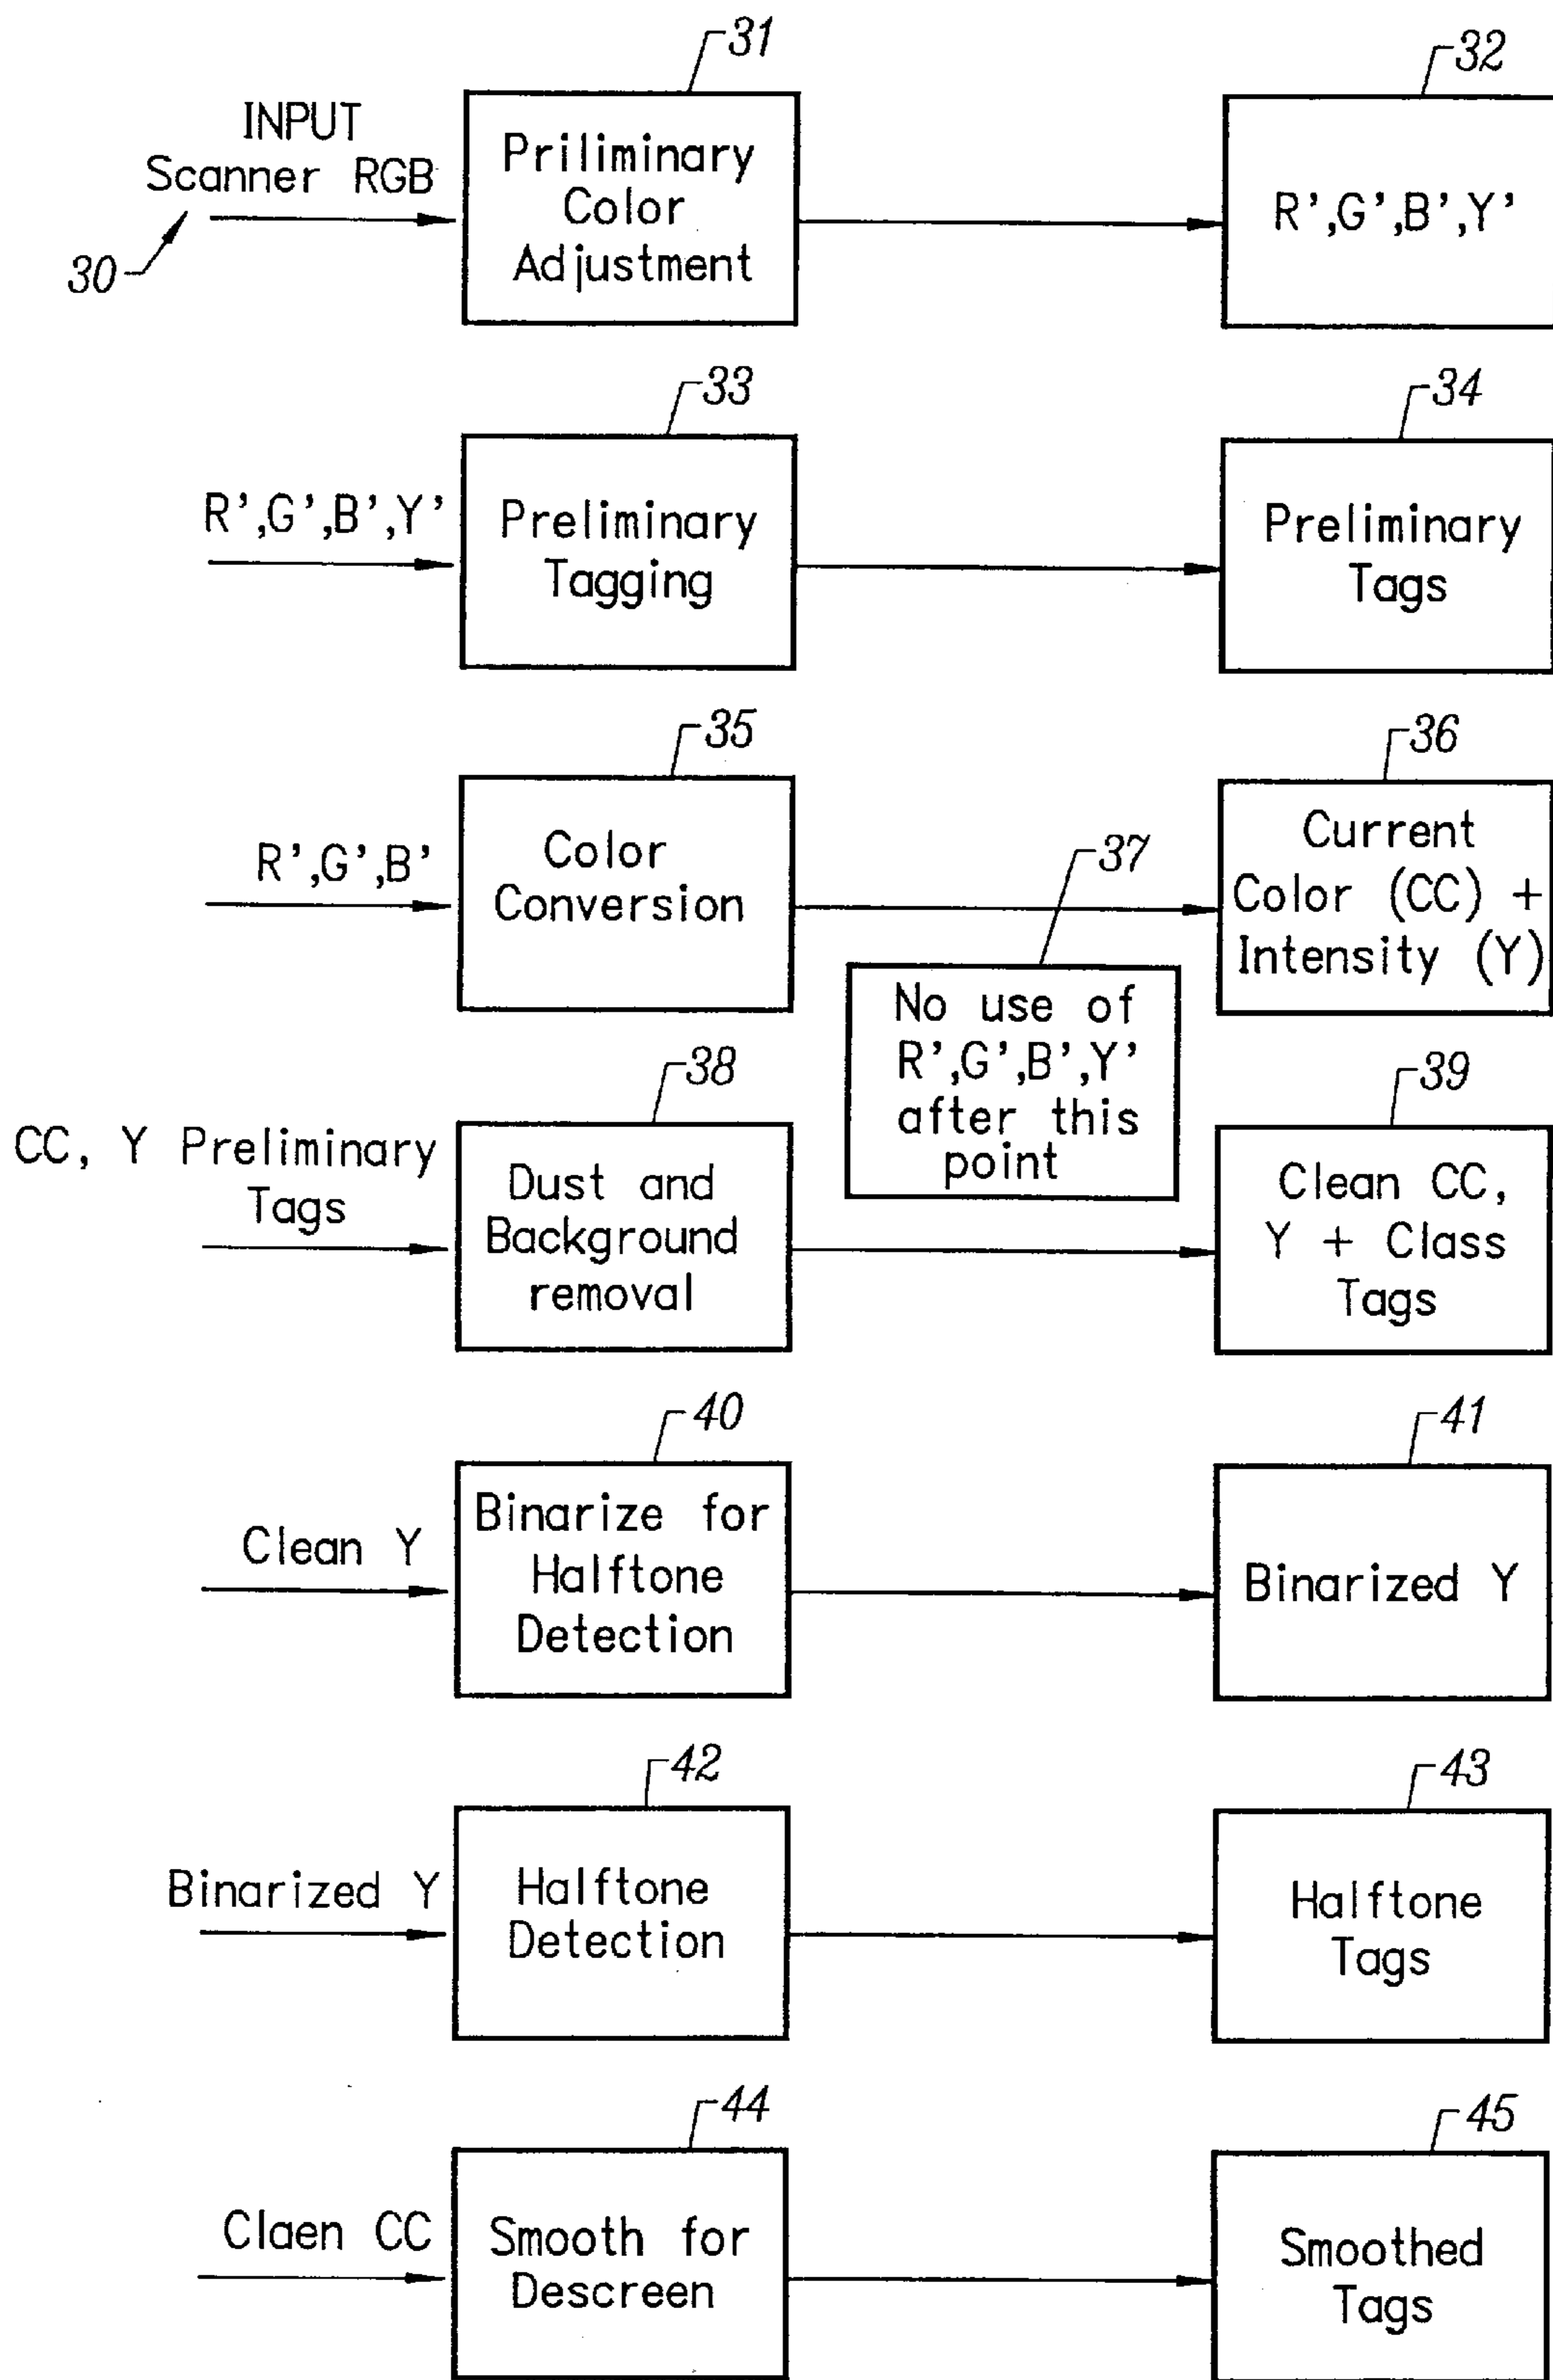 31
32
INPUT
Scanner RGB
30
Priliminary
Color
Adjustment
R',G',B',Y'
33
34
R',G',B',Y'
Preliminary
Tagging
Preliminary
Tags
35
36
R',G',B'
Color
Conversion
37
Current
Color (CC) +
Intensity (Y)
No use of
R',G',B',Y'
after this
point
38
39
CC, Y Preliminary
Tags
Dust and
Background
removal
Clean CC,
Y + Class
Tags
40
41
Clean Y
Binarize for
Halftone
Detection
Binarized Y
42
43
Binarized Y
Halftone
Detection
Halftone
Tags
44
45
Claen CC
Smooth for
Descreen
Smoothed
Tags